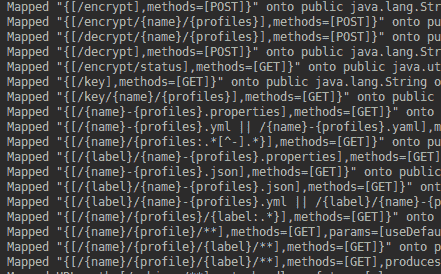 Mapped "{[/encrypt],methods=[POST]}" onto public java.lang.Str
Mapped "{[/encrypt/{name}/{profiles}],methods=[POST]}" onto pu
Mapped "{[/decrypt/{name}/{profiles}],methods=[POST]}" onto pu
Mapped "{[/decrypt],methods=[POST]}" onto public java.lang.Str
Mapped "{[/encrypt/status],methods=[GET]}" onto public java.ut
Mapped "{[/key],methods=[GET]}" onto public java.lang.String o
Mapped "{[/key/{name}/{profiles}],methods=[GET]}" onto public
Mapped "{[/{name}-{profiles}.properties],methods=[GET]}" onto
Mapped "{[/{name}-{profiles}.yml || /{name}-{profiles}.yaml],m
Mapped "{[/{name}/{profiles:.*[^-].*}],methods=[GET]}" onto pu
Mapped "{[/{label}/{name}-{profiles}.properties],methods=[GET]
Mapped "{[/{name}-{profiles}.json],methods=[GET]}" onto public
Mapped "{[/{label}/{name}-{profiles}.json],methods=[GET]}" ont
Mapped "{[/{label}/{name}-{profiles}.yml || /{label}/{name}-{p
Mapped "{[/{name}/{profiles}/{label:.*}],methods=[GET]}" onto
Mapped "{[/{name}/{profile}/**],methods=[GET],params=[useDefau
Mapped "{[/{name}/{profile}/{label}/**],methods=[GET]}" onto p
Mapped "{[/{name}/{profile}/{label}/**],methods=[GET],produces